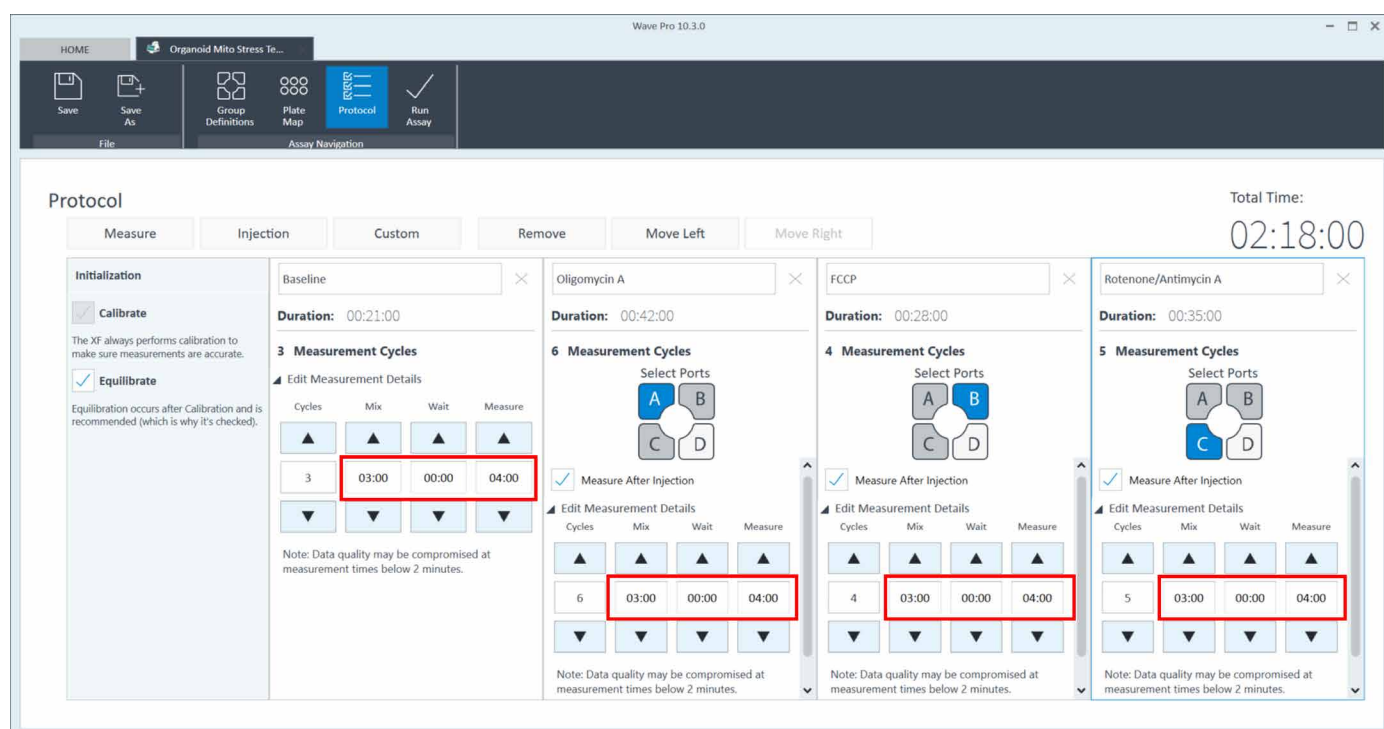 Wave Pro 10.3.0
HOME
Organoid Mito Stress Te...
Save
Save
As
Group
Definitions
Plate
Map
Protocol
Run
Assay
File
Assay Navigation
Protocol
Total Time:
02:18:00
Measure
Injection
Custom
Remove
Move Left
Move Right
Initialization
Calibrate
The XF always performs calibration to
make sure measurements are accurate.
Equilibrate
Equilibration occurs after Calibration and is
recommended (which is why it's checked).
Baseline
Duration: 00:21:00
3 Measurement Cycles
Edit Measurement Details
Cycles Mix Wait Measure
3 03:00 00:00 04:00
Note: Data quality may be compromised at
measurement times below 2 minutes.
Oligomycin A
Duration: 00:42:00
6 Measurement Cycles
Select Ports
A B
C D
Measure After Injection
Edit Measurement Details
Cycles Mix Wait Measure
6 03:00 00:00 04:00
Note: Data quality may be compromised at
measurement times below 2 minutes.
FCCP
Duration: 00:28:00
4 Measurement Cycles
Select Ports
A B
C D
Measure After Injection
Edit Measurement Details
Cycles Mix Wait Measure
4 03:00 00:00 04:00
Note: Data quality may be compromised at
measurement times below 2 minutes.
Rotenone/Antimycin A
Duration: 00:35:00
5 Measurement Cycles
Select Ports
A B
C D
Measure After Injection
Edit Measurement Details
Cycles Mix Wait Measure
5 03:00 00:00 04:00
Note: Data quality may be compromised at
measurement times below 2 minutes.